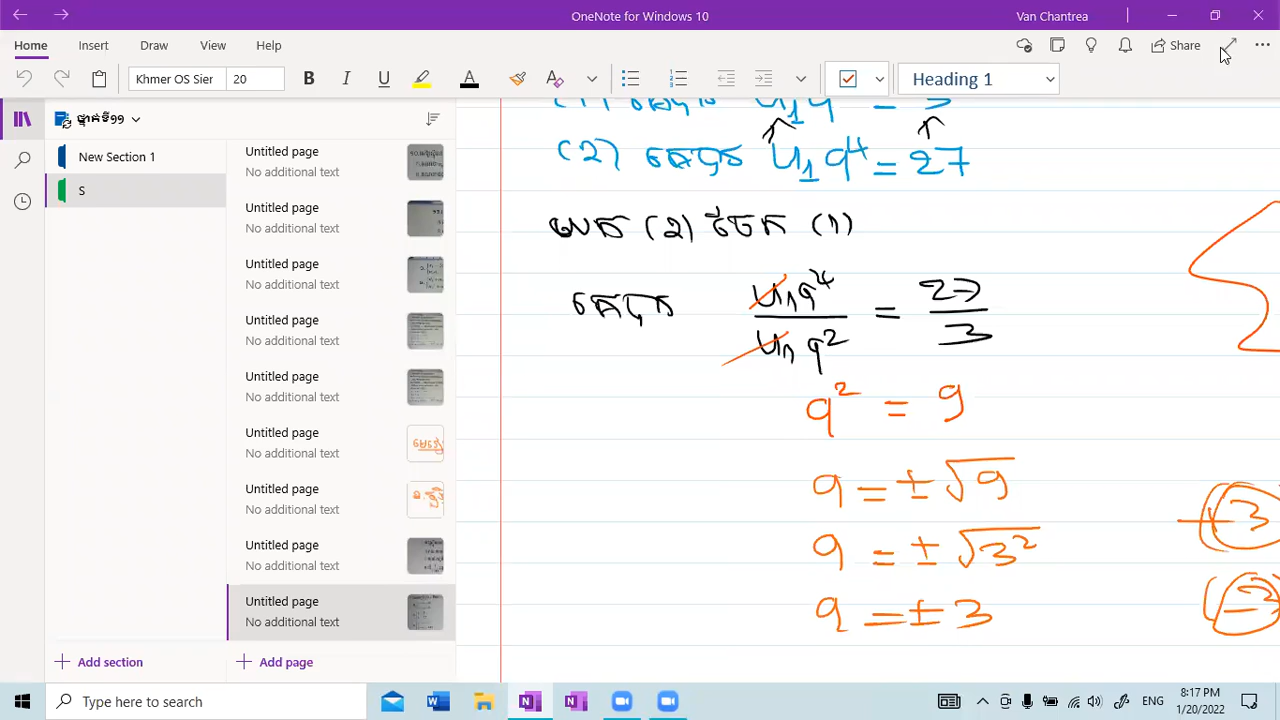 OneNote for Windows 10
Van Chantrea
Home Insert Draw View Help
Share
Khmer OS Sier 20
B I U A
Heading 1
ថ្នាក់ទី១១
New Section 1
S
Untitled page
No additional text
Untitled page
No additional text
Untitled page
No additional text
Untitled page
No additional text
Untitled page
No additional text
Untitled page
No additional text
Untitled page
No additional text
Untitled page
No additional text
Untitled page
No additional text
Add section
Add page
(2) គេបាន u₁q⁴ = 27
យក (2) ចែក (1)
គេបាន u₁q⁴ / u₁q² = 27 / 3
q² = 9
q = ±√9
q = ±√3²
q = ±3
+3
-3
Type here to search
ENG
8:17 PM
1/20/2022